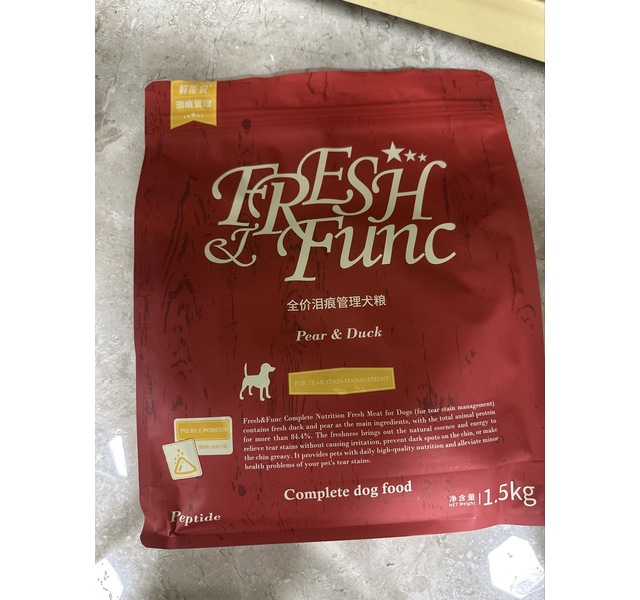 鲜能说
泪痕管理
FRESH
& Func
全价泪痕管理犬粮
Pear & Duck
FOR TEAR STAIN MANAGEMENT
Fresh&Func Complete Nutrition Fresh Meat for Dogs (for tear stain management)
contains fresh duck and pear as the main ingredients, with the total animal protein
for more than 84.4%. The freshness brings out the natural essence and energy to
relieve tear stains without causing irritation, prevent dark spots on the chin, or make
the chin greasy. It provides pets with daily high-quality nutrition and alleviate minor
health problems of your pet's tear stains.
PIG BILE POWDER
Complete dog food
净含量
NET Weight
1.5kg
Peptide